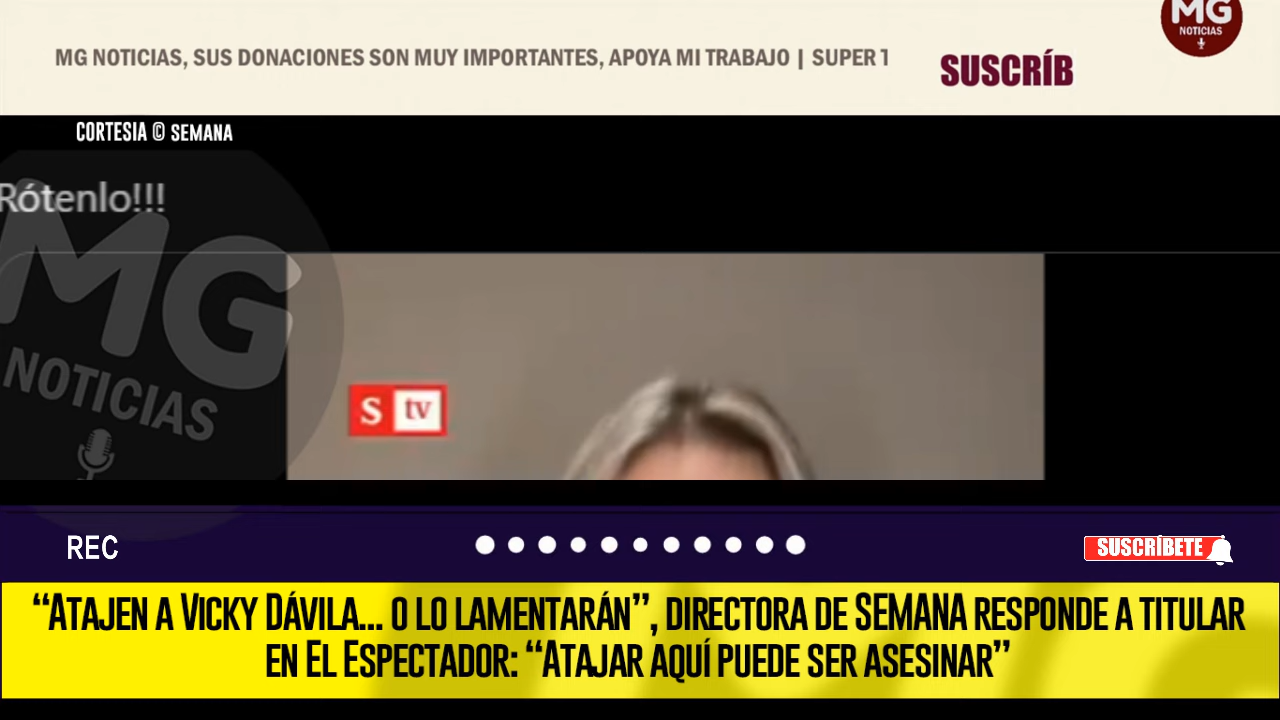 MG
NOTICIAS
MG NOTICIAS, SUS DONACIONES SON MUY IMPORTANTES, APOYA MI TRABAJO | SUPER T
SUSCRÍB
CORTESIA © SEMANA
Rótenlo!!!
MG
NOTICIAS
S tv
REC
SUSCRÍBETE
“ATAJEN A VICKY DÁVILA... O LO LAMENTARÁN”, DIRECTORA DE SEMANA RESPONDE A TITULAR
EN EL ESPECTADOR: “ATAJAR AQUÍ PUEDE SER ASESINAR”